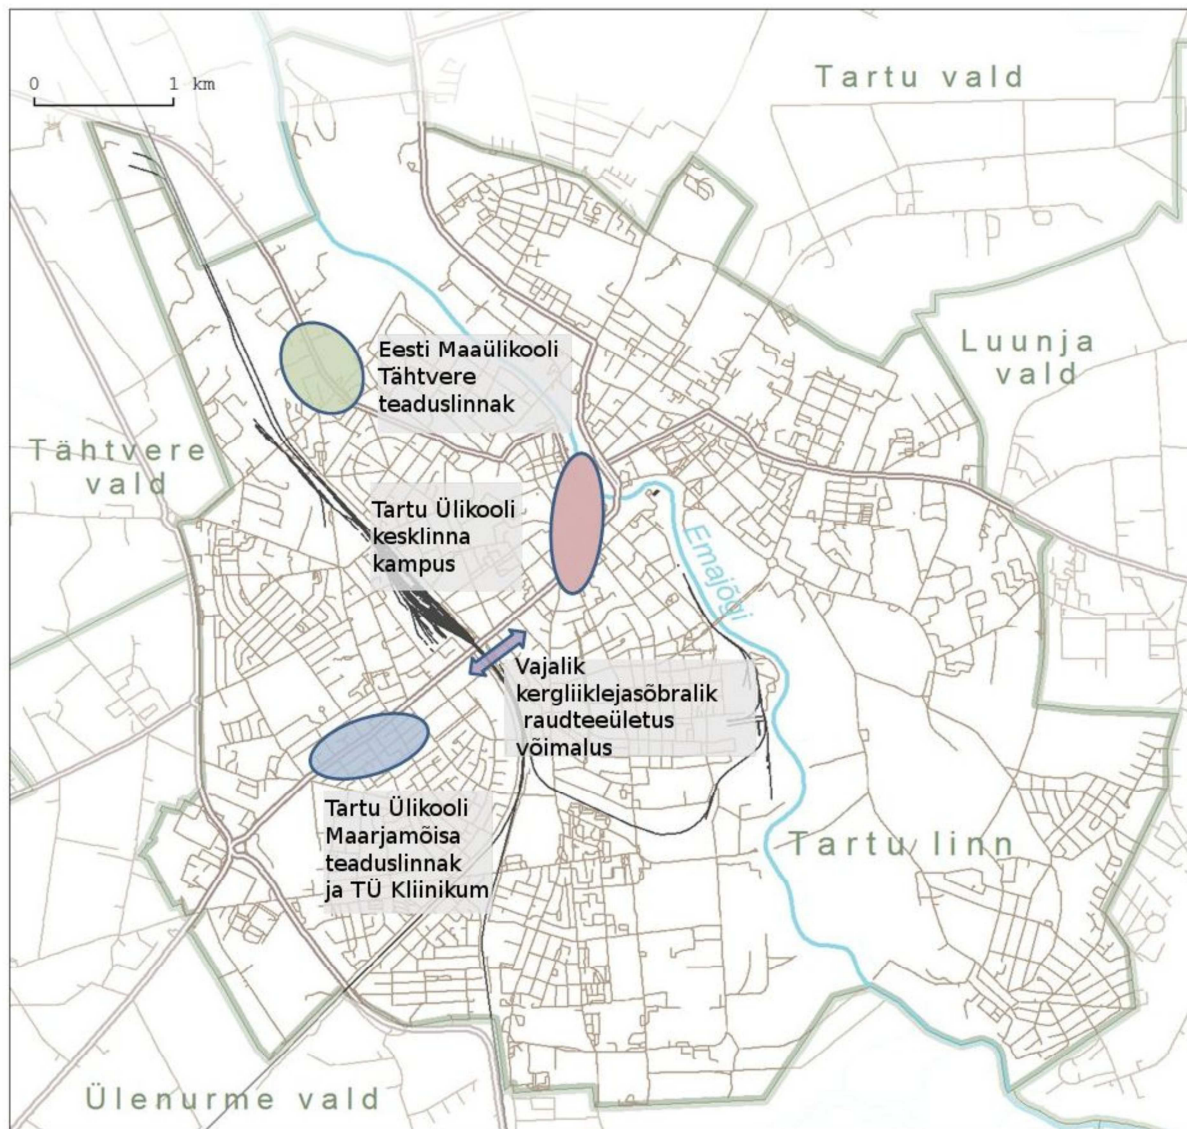 Tartu vald
0 1 km
Luunja
vald
Eesti Maaülikooli
Tähtvere
teaduslinnak
Tähtvere
vald
Tartu Ülikooli
kesklinna
kampus
Emajõgi
Vajalik
kergliiklejasõbralik
raudteeületus
võimalus
Tartu Ülikooli
Maarjamõisa
teaduslinnak
ja TÜ Kliinikum
Tartu linn
Ülenurme vald